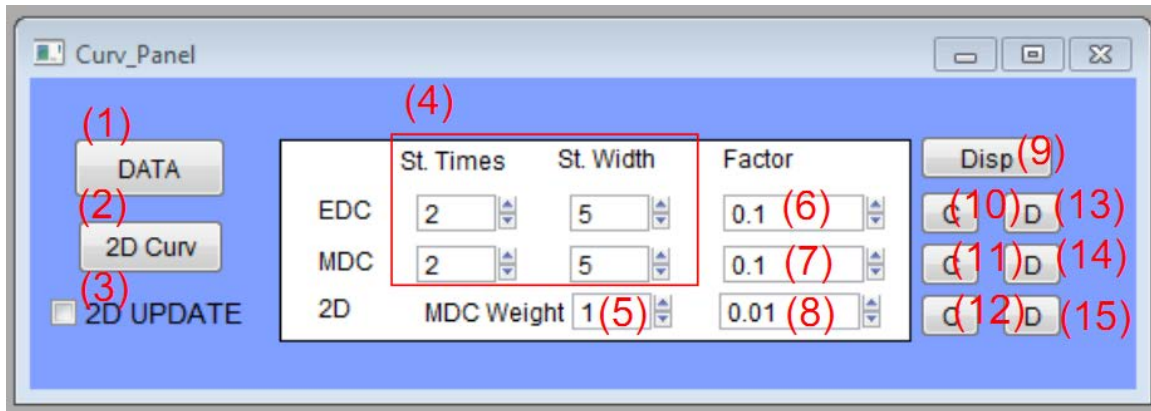 Curv_Panel
(1)
(4)
DATA
St. Times St. Width Factor
Disp (9)
(2)
EDC 2 5 0.1 (6)
C (10) D (13)
2D Curv
MDC 2 5 0.1 (7)
C (11) D (14)
(3)
2D UPDATE
2D MDC Weight 1 (5) 0.01 (8)
C (12) D (15)